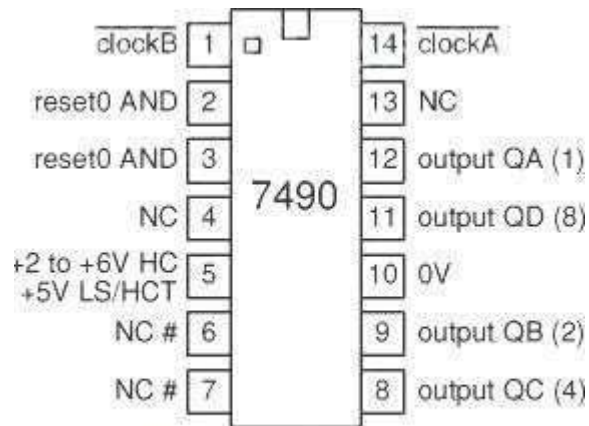 clockB 1 14 clockA
reset0 AND 2 13 NC
reset0 AND 3 12 output QA (1)
7490
NC 4 11 output QD (8)
+2 to +6V HC
+5V LS/HCT 5 10 0V
NC # 6 9 output QB (2)
NC # 7 8 output QC (4)